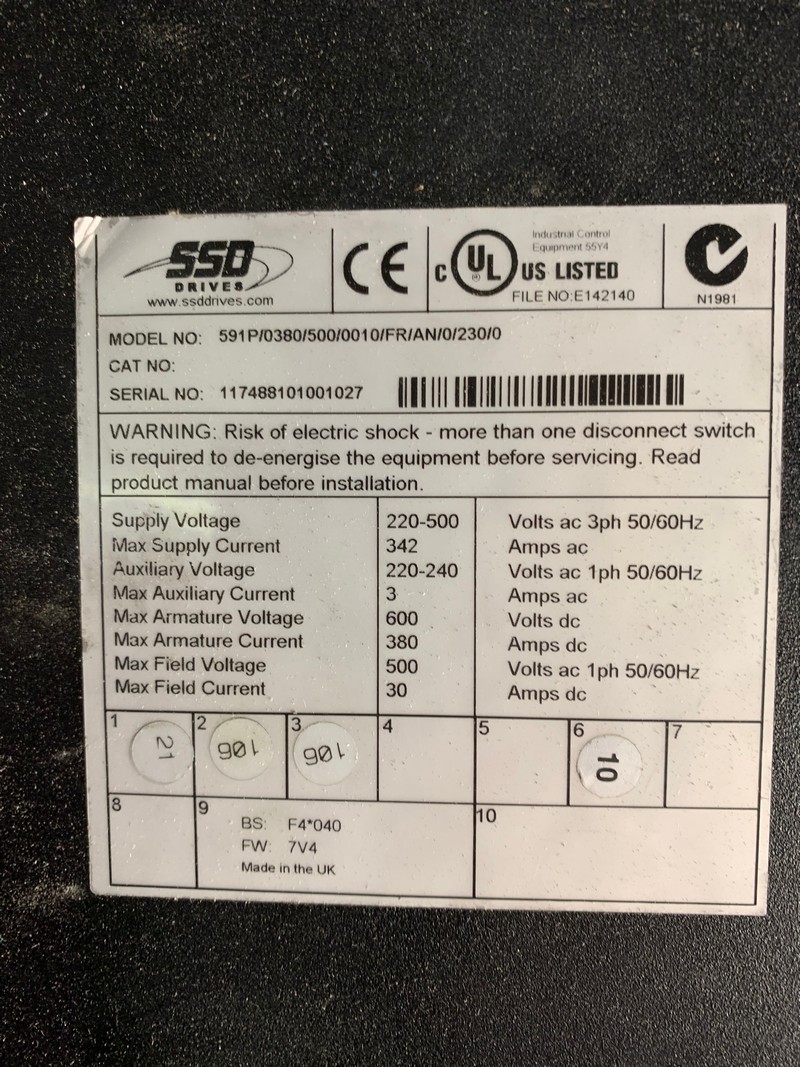 SSD
DRIVES
www.ssddrives.com
CE
c UL US LISTED
Industrial Control
Equipment 55Y4
FILE NO:E142140
N1981
MODEL NO: 591P/0380/500/0010/FR/AN/0/230/0
CAT NO:
SERIAL NO: 117488101001027
WARNING: Risk of electric shock - more than one disconnect switch
is required to de-energise the equipment before servicing. Read
product manual before installation.
Supply Voltage 220-500 Volts ac 3ph 50/60Hz
Max Supply Current 342 Amps ac
Auxiliary Voltage 220-240 Volts ac 1ph 50/60Hz
Max Auxiliary Current 3 Amps ac
Max Armature Voltage 600 Volts dc
Max Armature Current 380 Amps dc
Max Field Voltage 500 Volts ac 1ph 50/60Hz
Max Field Current 30 Amps dc
1 2 3 4 5 6 7
21 106 106 10
8 9 10
BS: F4*040
FW: 7V4
Made in the UK